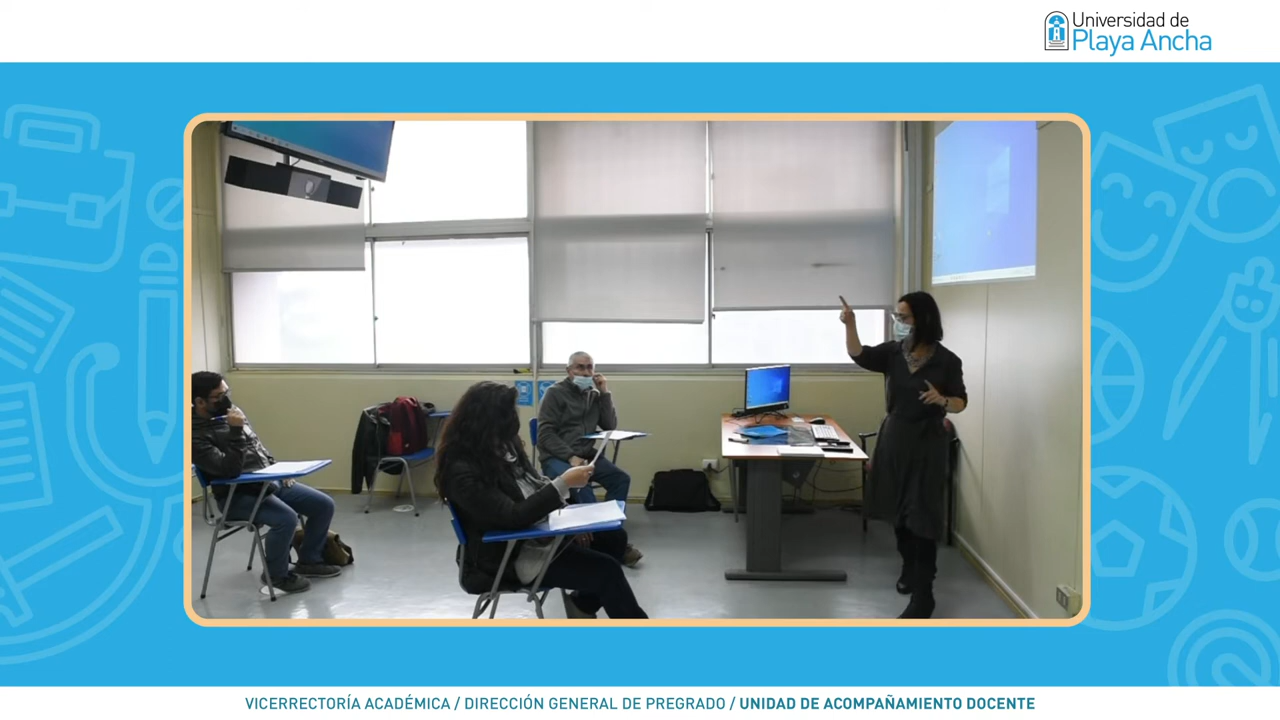 Universidad de
Playa Ancha
VICERRECTORÍA ACADÉMICA / DIRECCIÓN GENERAL DE PREGRADO / UNIDAD DE ACOMPAÑAMIENTO DOCENTE